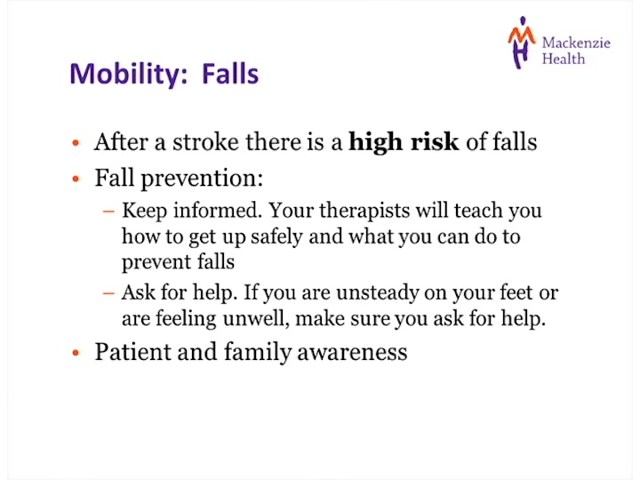 Mackenzie
Health
Mobility: Falls
• After a stroke there is a high risk of falls
• Fall prevention:
– Keep informed. Your therapists will teach you
how to get up safely and what you can do to
prevent falls
– Ask for help. If you are unsteady on your feet or
are feeling unwell, make sure you ask for help.
• Patient and family awareness